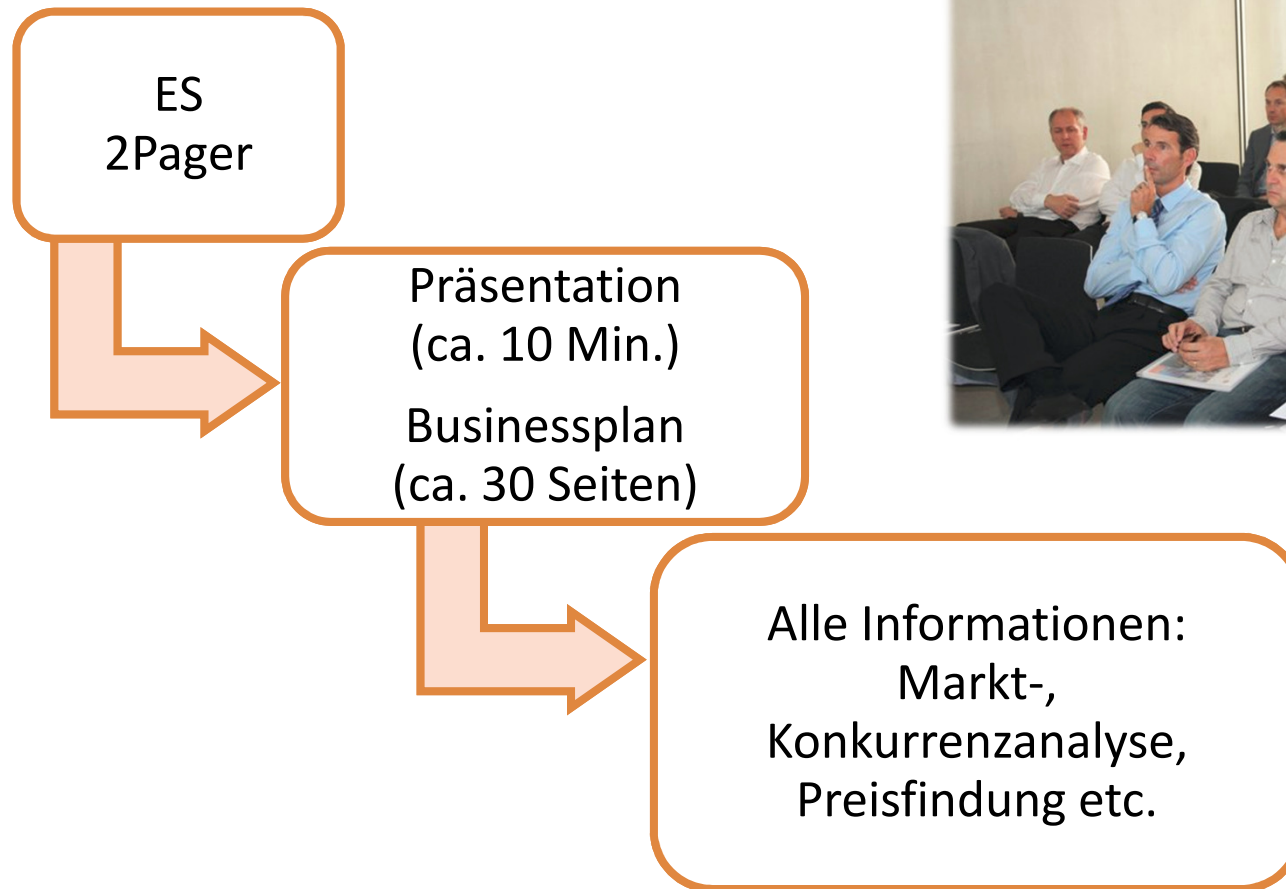 ES
2Pager
Präsentation
(ca. 10 Min.)
Businessplan
(ca. 30 Seiten)
Alle Informationen:
Markt-,
Konkurrenzanalyse,
Preisfindung etc.